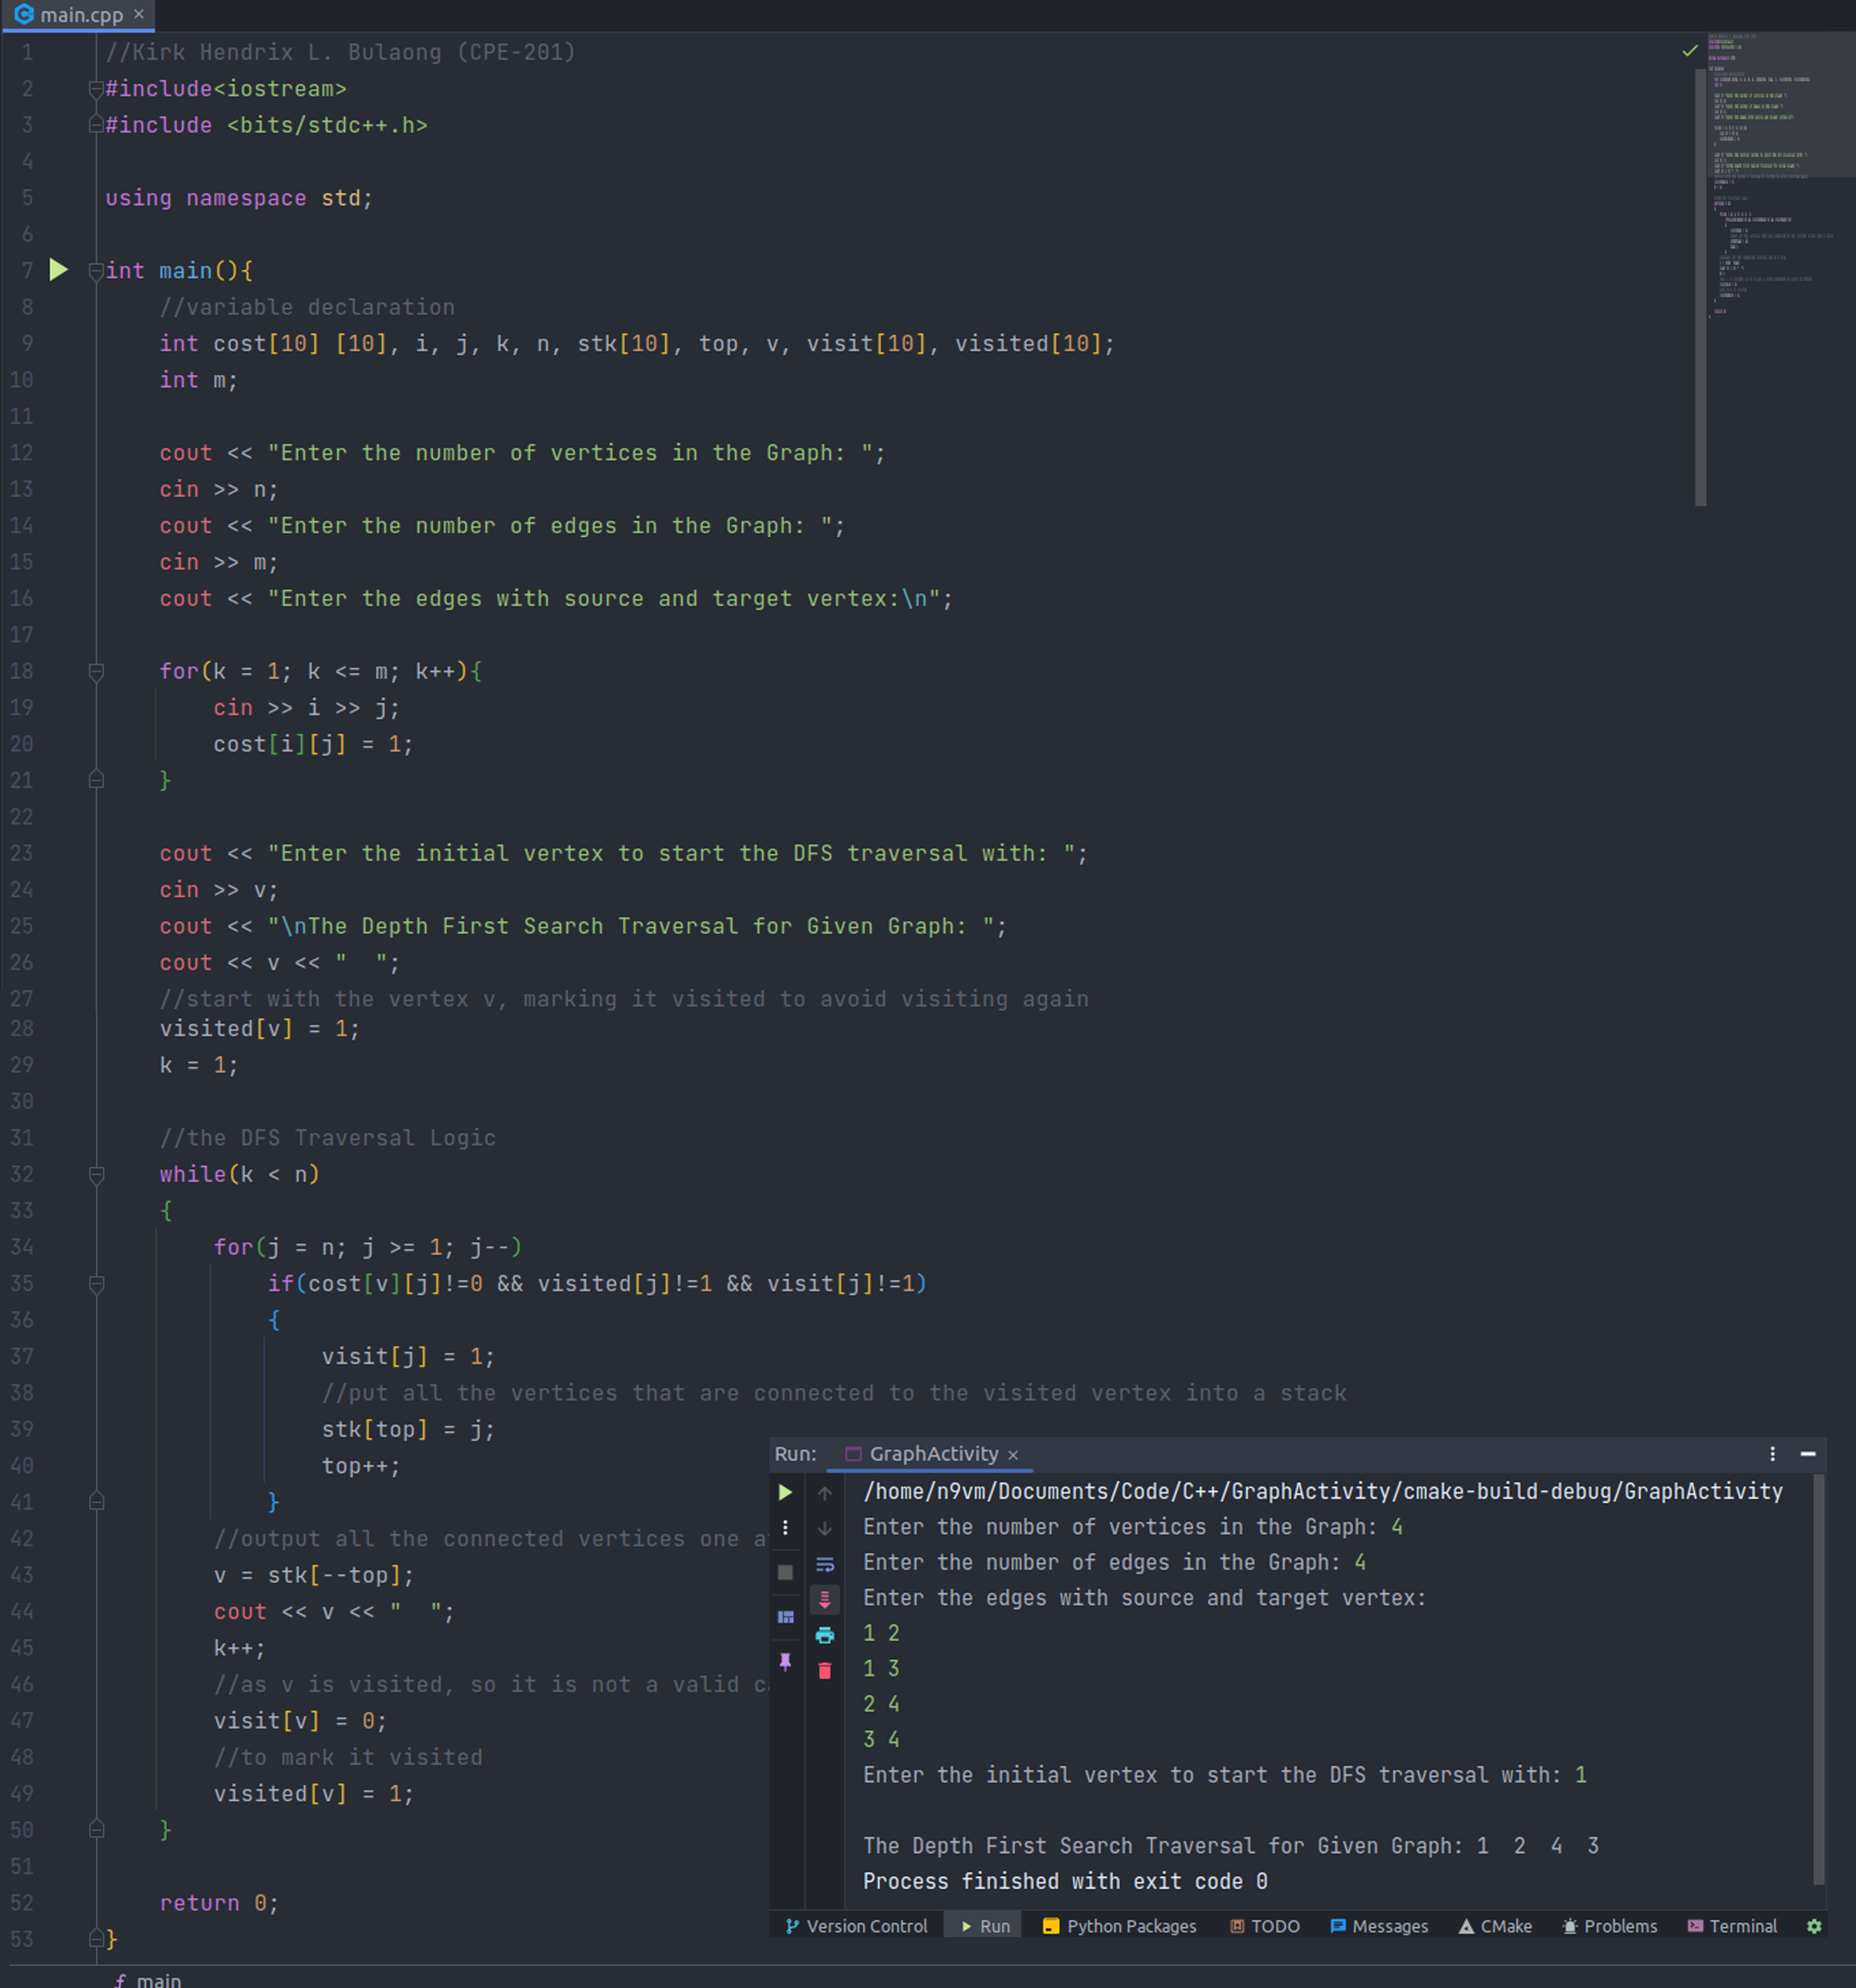 main.cpp ×
1 //Kirk Hendrix L. Bulaong (CPE-201)
2 #include<iostream>
3 #include <bits/stdc++.h>
4
5 using namespace std;
6
7 int main(){
8 //variable declaration
9 int cost[10] [10], i, j, k, n, stk[10], top, v, visit[10], visited[10];
10 int m;
11
12 cout << "Enter the number of vertices in the Graph: ";
13 cin >> n;
14 cout << "Enter the number of edges in the Graph: ";
15 cin >> m;
16 cout << "Enter the edges with source and target vertex:\n";
17
18 for(k = 1; k <= m; k++){
19 cin >> i >> j;
20 cost[i][j] = 1;
21 }
22
23 cout << "Enter the initial vertex to start the DFS traversal with: ";
24 cin >> v;
25 cout << "\nThe Depth First Search Traversal for Given Graph: ";
26 cout << v << "  ";
27 //start with the vertex v, marking it visited to avoid visiting again
28 visited[v] = 1;
29 k = 1;
30
31 //the DFS Traversal Logic
32 while(k < n)
33 {
34 for(j = n; j >= 1; j--)
35 if(cost[v][j]!=0 && visited[j]!=1 && visit[j]!=1)
36 {
37 visit[j] = 1;
38 //put all the vertices that are connected to the visited vertex into a stack
39 stk[top] = j;
40 top++;
41 }
42 //output all the connected vertices one a
43 v = stk[--top];
44 cout << v << "  ";
45 k++;
46 //as v is visited, so it is not a valid c
47 visit[v] = 0;
48 //to mark it visited
49 visited[v] = 1;
50 }
51
52 return 0;
53 }
f main
Run: GraphActivity ×
/home/n9vm/Documents/Code/C++/GraphActivity/cmake-build-debug/GraphActivity
Enter the number of vertices in the Graph: 4
Enter the number of edges in the Graph: 4
Enter the edges with source and target vertex:
1 2
1 3
2 4
3 4
Enter the initial vertex to start the DFS traversal with: 1
The Depth First Search Traversal for Given Graph: 1  2  4  3
Process finished with exit code 0
Version Control Run Python Packages TODO Messages CMake Problems Terminal